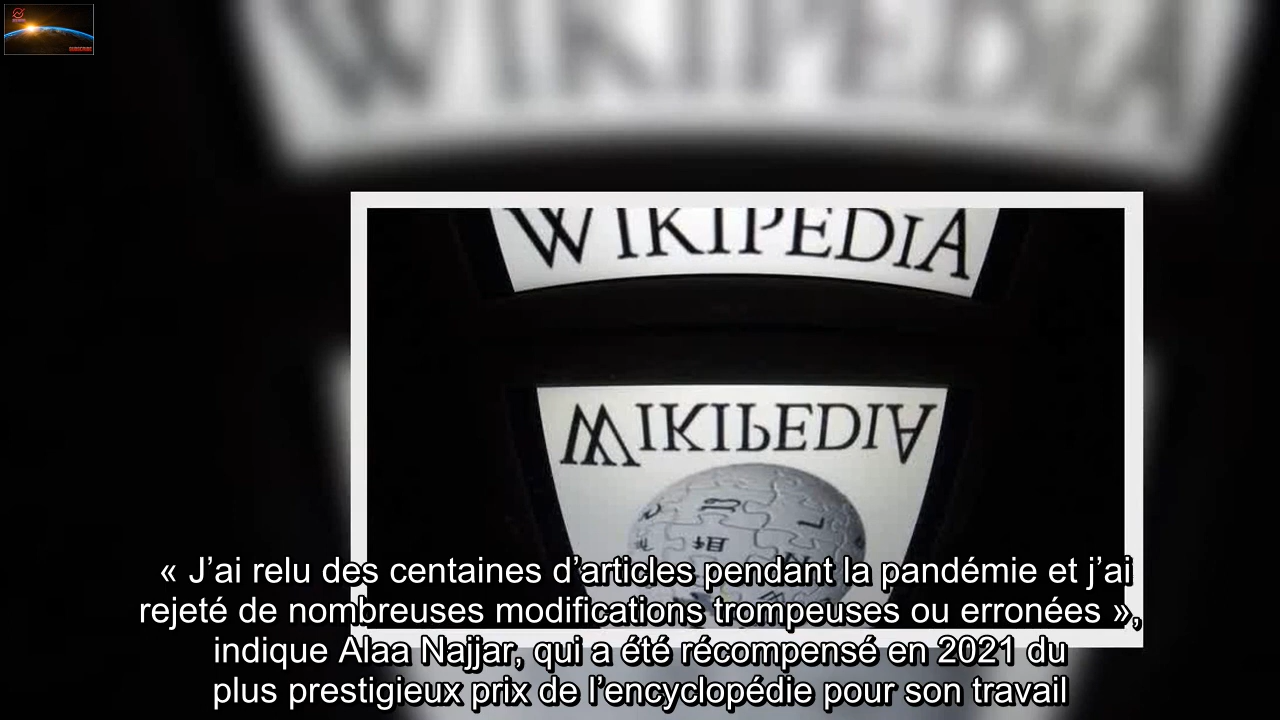 WIKIPEDIA
WIKIPEDIA
WIKIPEDIA
« J’ai relu des centaines d’articles pendant la pandémie et j’ai
rejeté de nombreuses modifications trompeuses ou erronées »,
indique Alaa Najjar, qui a été récompensé en 2021 du
plus prestigieux prix de l’encyclopédie pour son travail